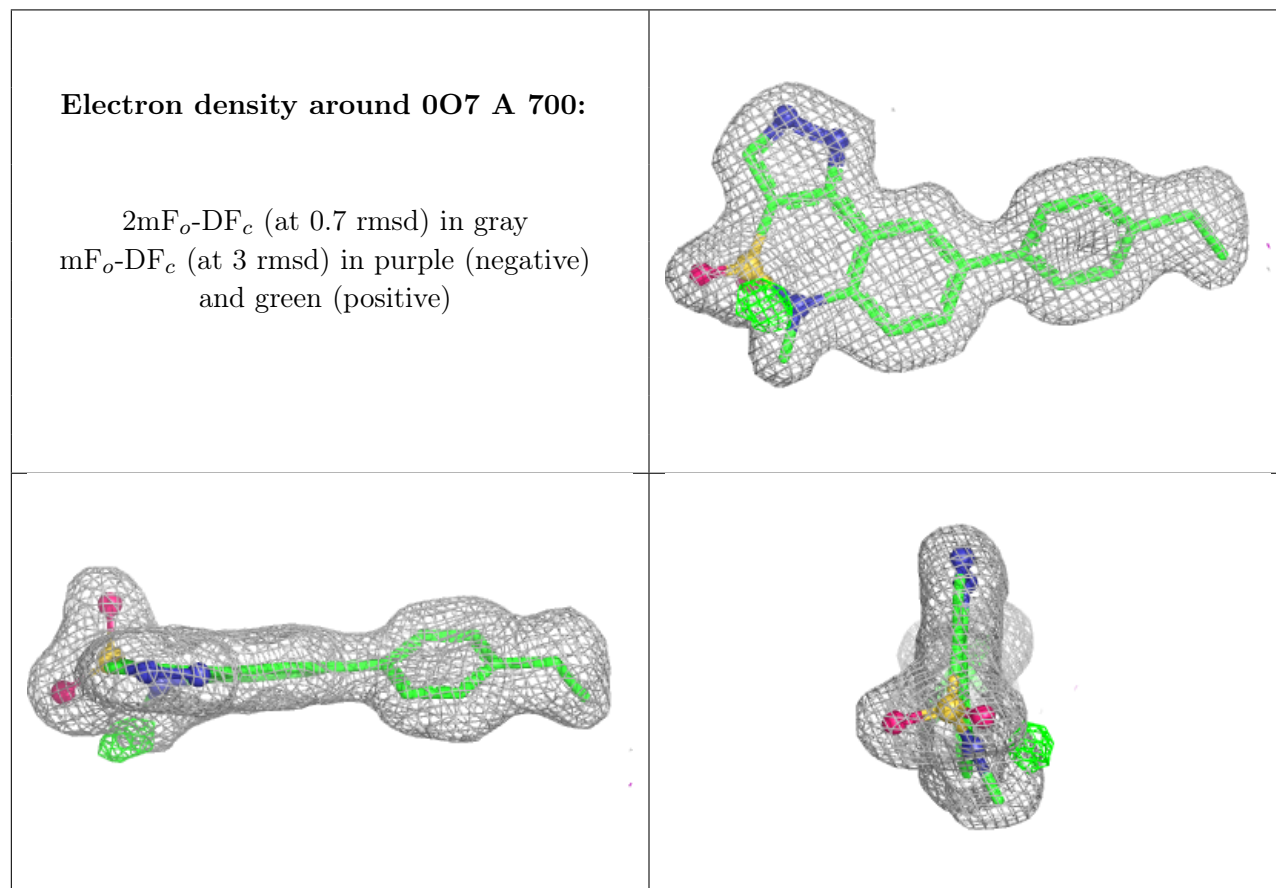 Electron density around 0O7 A 700:
2mFo-DFc (at 0.7 rmsd) in gray
mFo-DFc (at 3 rmsd) in purple (negative)
and green (positive)